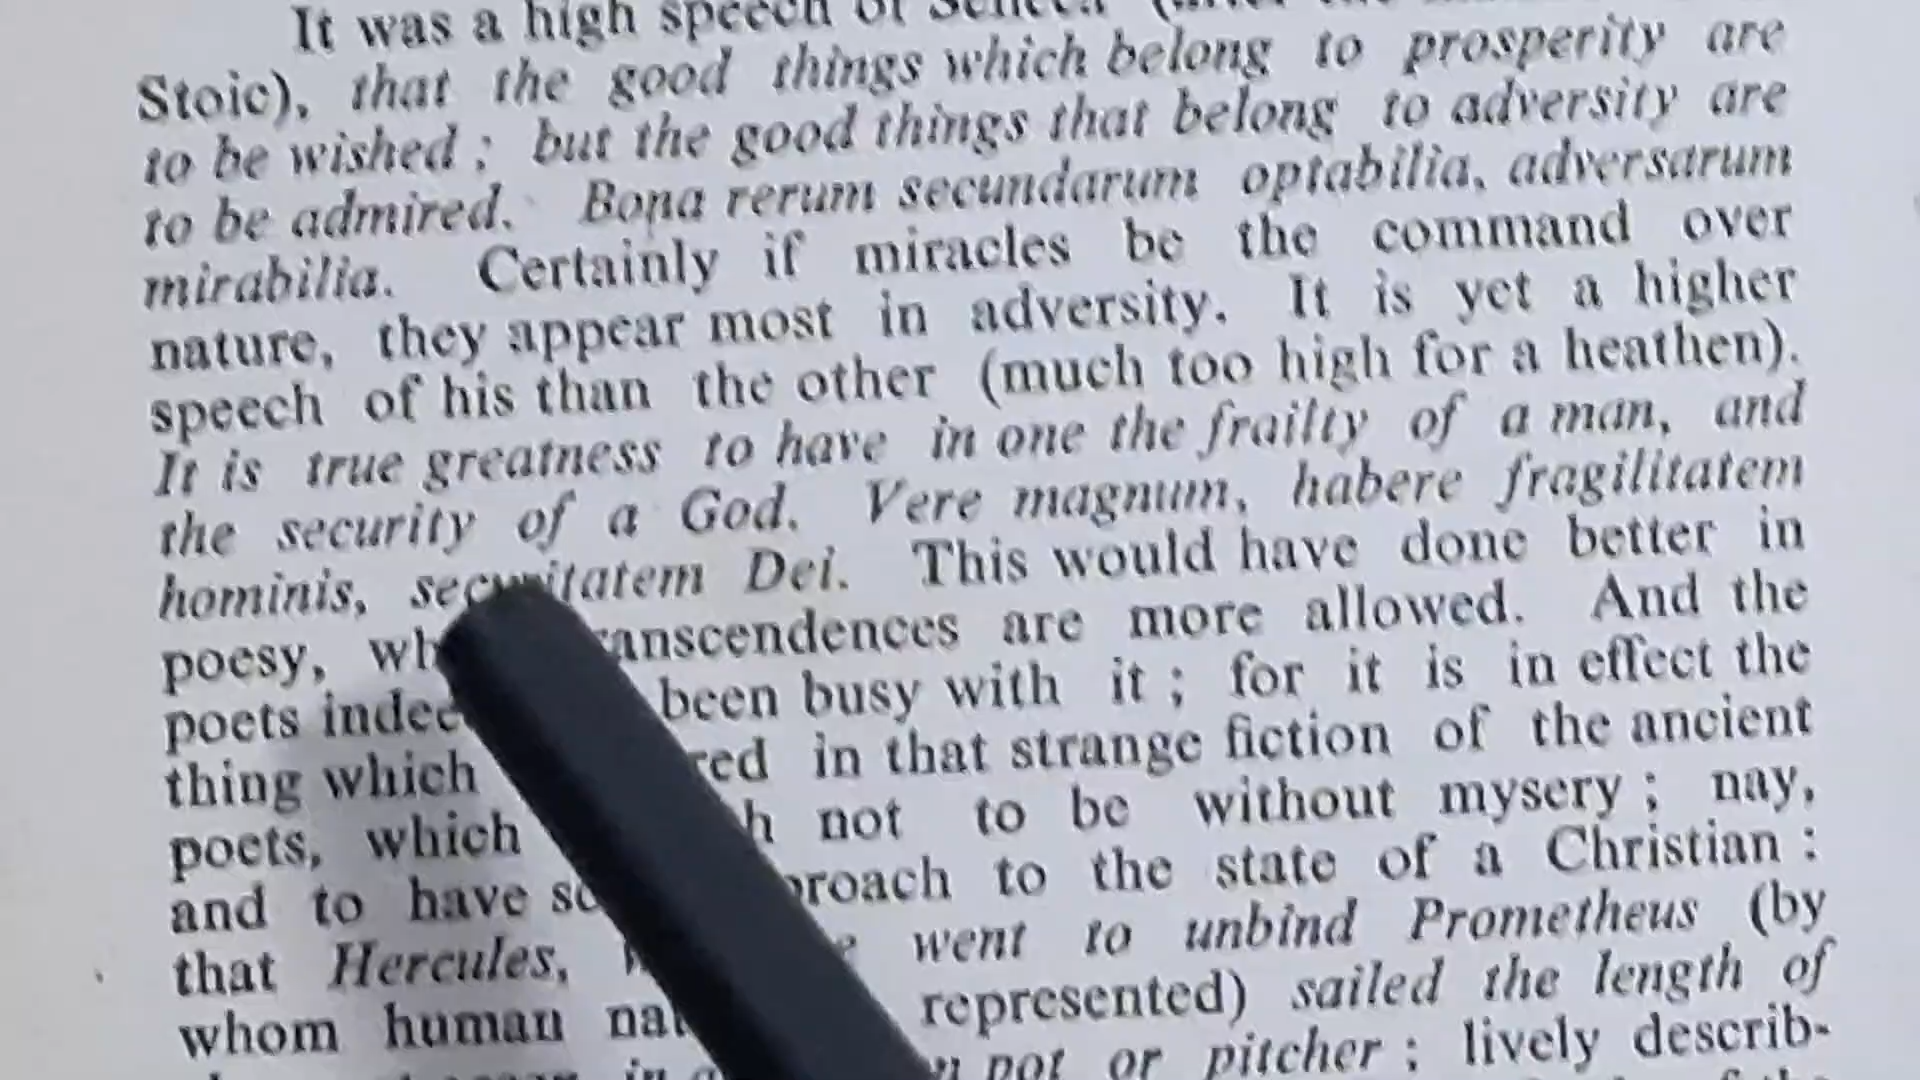 It was a high speech of Seneca (after the
Stoic), that the good things which belong to prosperity are
to be wished ; but the good things that belong to adversity are
to be admired. Bona rerum secundarum optabilia, adversarum
mirabilia. Certainly if miracles be the command over
nature, they appear most in adversity. It is yet a higher
speech of his than the other (much too high for a heathen).
It is true greatness to have in one the frailty of a man, and
the security of a God. Vere magnum, habere fragilitatem
hominis, securitatem Dei. This would have done better in
poesy, are more allowed. And the
poets been busy with it ; for it is in effect the
thing which in that strange fiction of the ancient
poets, which not to be without mysery ; nay,
and to have to the state of a Christian :
that Hercules, went to unbind Prometheus (by
whom human represented) sailed the length of
pot or pitcher ; lively describ-